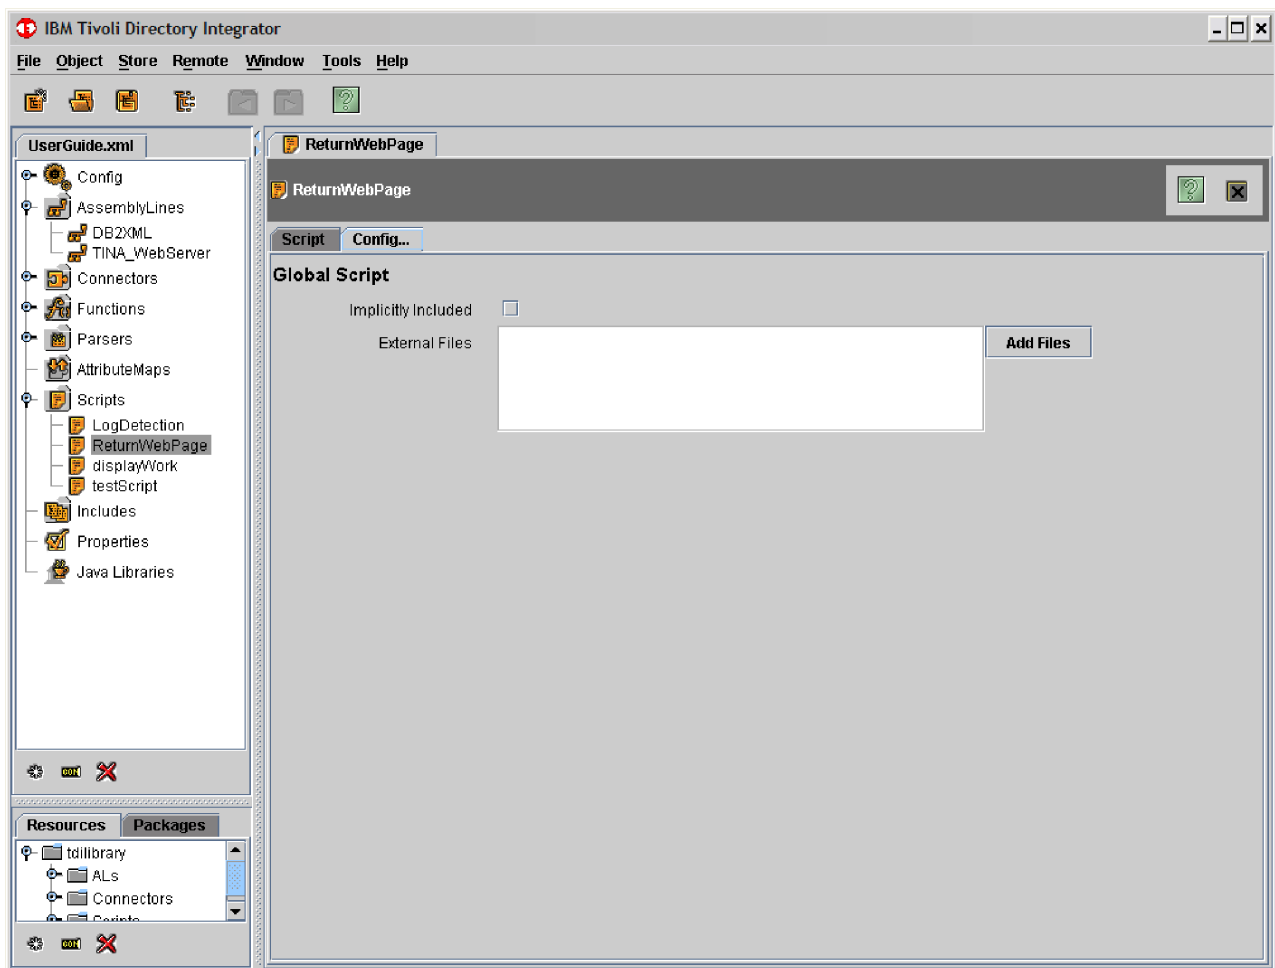 IBM Tivoli Directory Integrator
File Object Store Remote Window Tools Help
UserGuide.xml
Config
AssemblyLines
DB2XML
TINA_WebServer
Connectors
Functions
Parsers
AttributeMaps
Scripts
LogDetection
ReturnWebPage
displayWork
testScript
Includes
Properties
Java Libraries
Resources Packages
tdilibrary
ALs
Connectors
Scripts
ReturnWebPage
ReturnWebPage
Script Config...
Global Script
Implicitly Included
External Files
Add Files